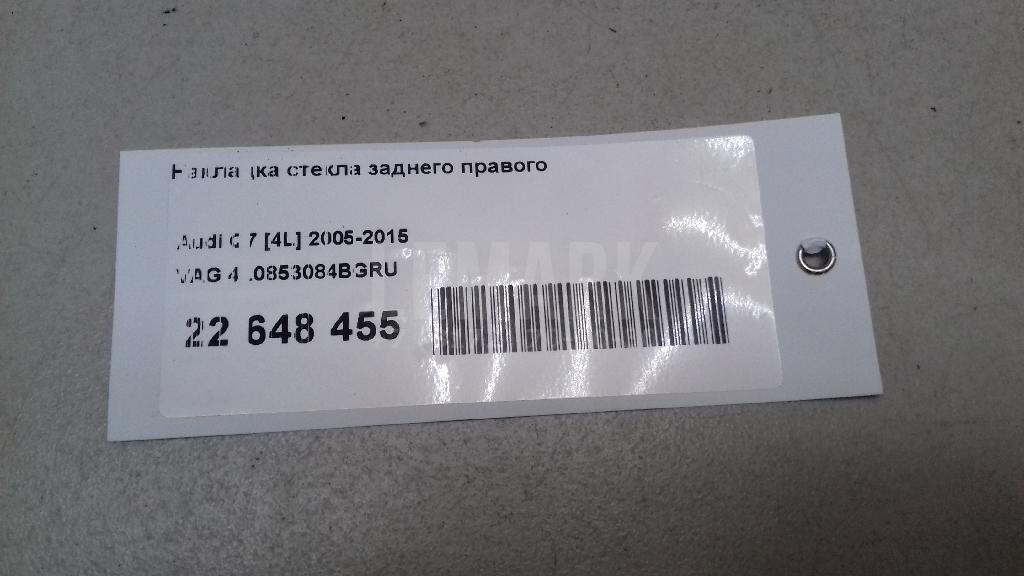 Накладка стекла заднего правого
Audi Q7 [4L] 2005-2015
VAG 4L0853084BGRU
22 648 455